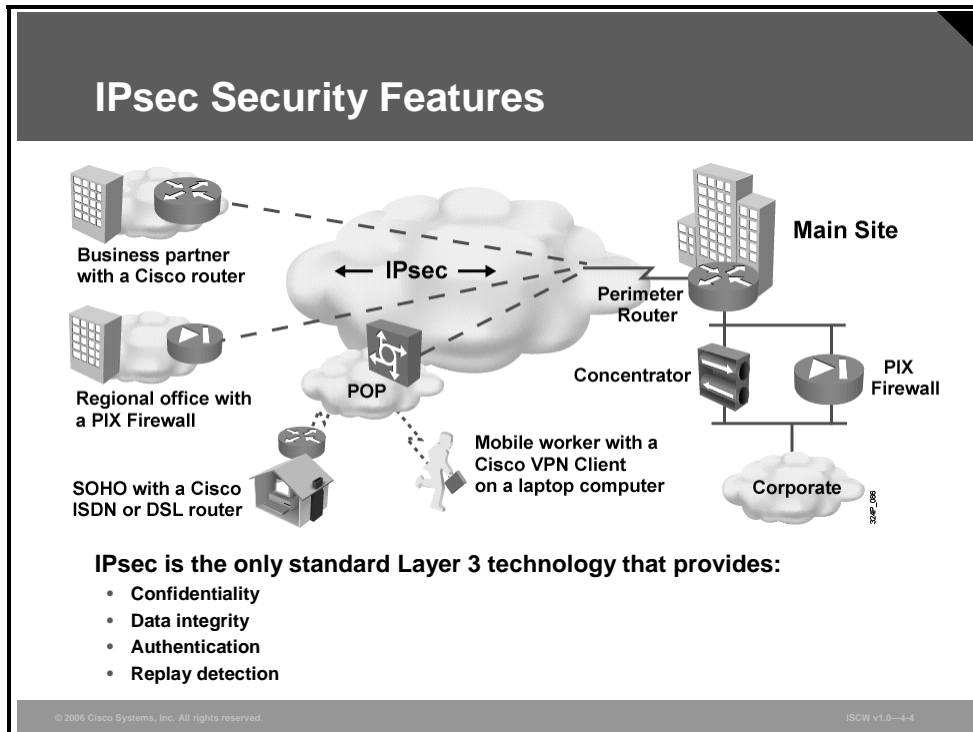 IPsec Security Features
Business partner
with a Cisco router
IPsec
Main Site
Perimeter
Router
Regional office with
a PIX Firewall
POP
Concentrator
PIX
Firewall
SOHO with a Cisco
ISDN or DSL router
Mobile worker with a
Cisco VPN Client
on a laptop computer
Corporate
324P_086
IPsec is the only standard Layer 3 technology that provides:
• Confidentiality
• Data integrity
• Authentication
• Replay detection
© 2006 Cisco Systems, Inc. All rights reserved.
ISCW v1.0—4-4